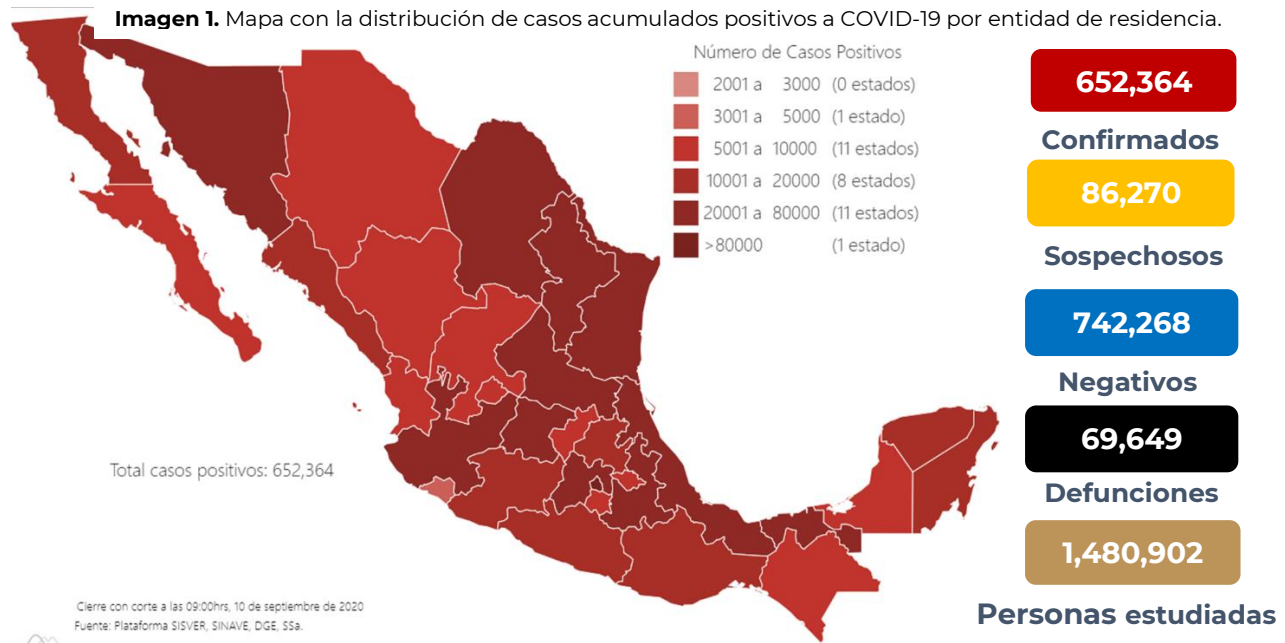 Imagen 1. Mapa con la distribución de casos acumulados positivos a COVID-19 por entidad de residencia.
Número de Casos Positivos
2001 a 3000 (0 estados)
3001 a 5000 (1 estado)
5001 a 10000 (11 estados)
10001 a 20000 (8 estados)
20001 a 80000 (11 estados)
>80000 (1 estado)
Total casos positivos: 652,364
Cierre con corte a las 09:00hrs, 10 de septiembre de 2020
Fuente: Plataforma SISVER, SINAVE, DGE, SSa.
652,364
Confirmados
86,270
Sospechosos
742,268
Negativos
69,649
Defunciones
1,480,902
Personas estudiadas